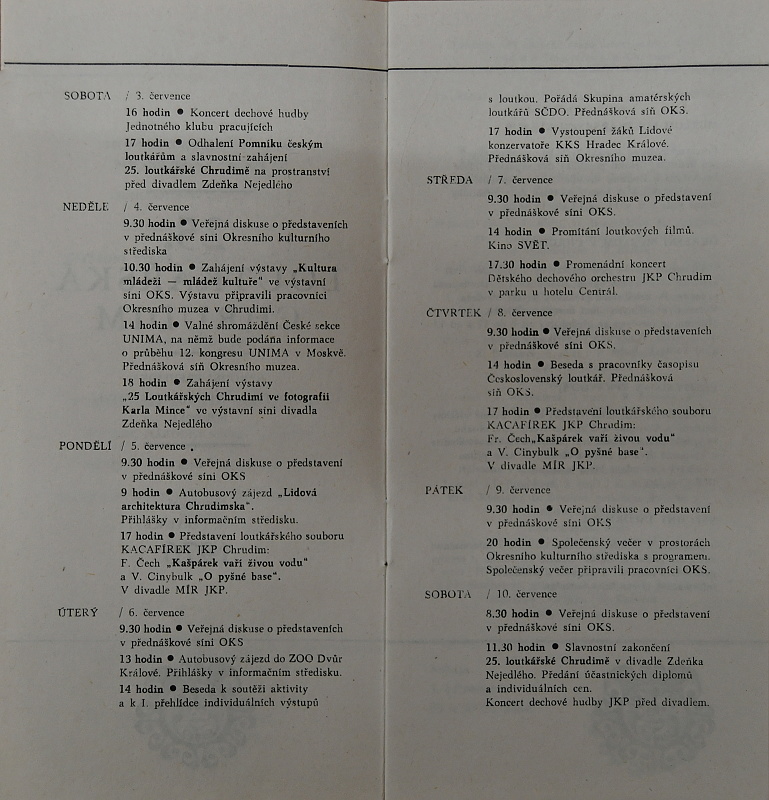 SOBOTA / 3. července
16 hodin ● Koncert dechové hudby
Jednotného klubu pracujících
17 hodin ● Odhalení Pomníku českým
loutkářům a slavnostní zahájení
25. loutkářské Chrudimě na prostranství
před divadlem Zdeňka Nejedlého
NEDĚLE / 4. července
9.30 hodin ● Veřejná diskuse o představeních
v přednáškové síni Okresního kulturního
střediska
10.30 hodin ● Zahájení výstavy „Kultura
mládeži — mládež kultuře" ve výstavní
síni OKS. Výstavu připravili pracovníci
Okresního muzea v Chrudimi.
14 hodin ● Valné shromáždění České sekce
UNIMA, na němž bude podána informace
o průběhu 12. kongresu UNIMA v Moskvě.
Přednášková síň Okresního muzea.
18 hodin ● Zahájení výstavy
„25 Loutkářských Chrudimí ve fotografii
Karla Mince" ve výstavní síni divadla
Zdeňka Nejedlého
PONDĚLÍ / 5. července .
9.30 hodin ● Veřejná diskuse o představení
v přednáškové síni OKS
9 hodin ● Autobusový zájezd „Lidová
architektura Chrudimska".
Přihlášky v informačním středisku.
17 hodin ● Představení loutkářského souboru
KACAFÍREK JKP Chrudim:
F. Čech „Kašpárek vaří živou vodu"
a V. Cinybulk „O pyšné base".
V divadle MÍR JKP.
ÚTERÝ / 6. července
9.30 hodin ● Veřejná diskuse o představeních
v přednáškové síni OKS
13 hodin ● Autobusový zájezd do ZOO Dvůr
Králové. Přihlášky v informačním středisku.
14 hodin ● Beseda k soutěži aktivity
a k I. přehlídce individuálních výstupů
s loutkou. Pořádá Skupina amatérských
loutkářů SČDO. Přednášková síň OKS.
17 hodin ● Vystoupení žáků Lidové
konzervatoře KKS Hradec Králové.
Přednášková síň Okresního muzea.
STŘEDA / 7. července
9.30 hodin ● Veřejná diskuse o představení
v přednáškové síni OKS.
14 hodin ● Promítání loutkových filmů.
Kino SVĚT.
17.30 hodin ● Promenádní koncert
Dětského dechového orchestru JKP Chrudim
v parku u hotelu Centrál.
ČTVRTEK / 8. července
9.30 hodin ● Veřejná diskuse o představeních
v přednáškové síni OKS.
14 hodin ● Beseda s pracovníky časopisu
Československý loutkář. Přednášková
síň OKS.
17 hodin ● Představení loutkářského souboru
KACAFÍREK JKP Chrudim:
Fr. Čech„Kašpárek vaří živou vodu"
a V. Cinybulk „O pyšné base".
V divadle MÍR JKP.
PÁTEK / 9. července
9.30 hodin ● Veřejná diskuse o představení
v přednáškové síni OKS
20 hodin ● Společenský večer v prostorách
Okresního kulturního střediska s programem.
Společenský večer připravili pracovníci OKS.
SOBOTA / 10. července
8.30 hodin ● Veřejná diskuse o představení
v přednáškové síni OKS.
11.30 hodin ● Slavnostní zakončení
25. loutkářské Chrudimě v divadle Zdeňka
Nejedlého. Předání účastnických diplomů
a individuálních cen.
Koncert dechové hudby JKP před divadlem.